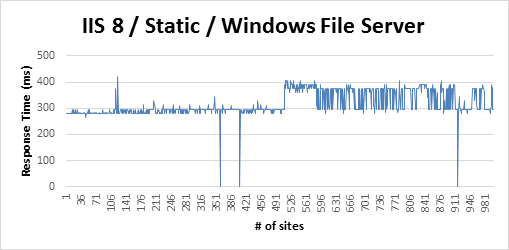 IIS 8 / Static / Windows File Server
Response Time (ms)
500
400
300
200
100
0
1 36 71 106 141 176 211 246 281 316 351 386 421 456 491 526 561 596 631 666 701 736 771 806 841 876 911 946 981
# of sites